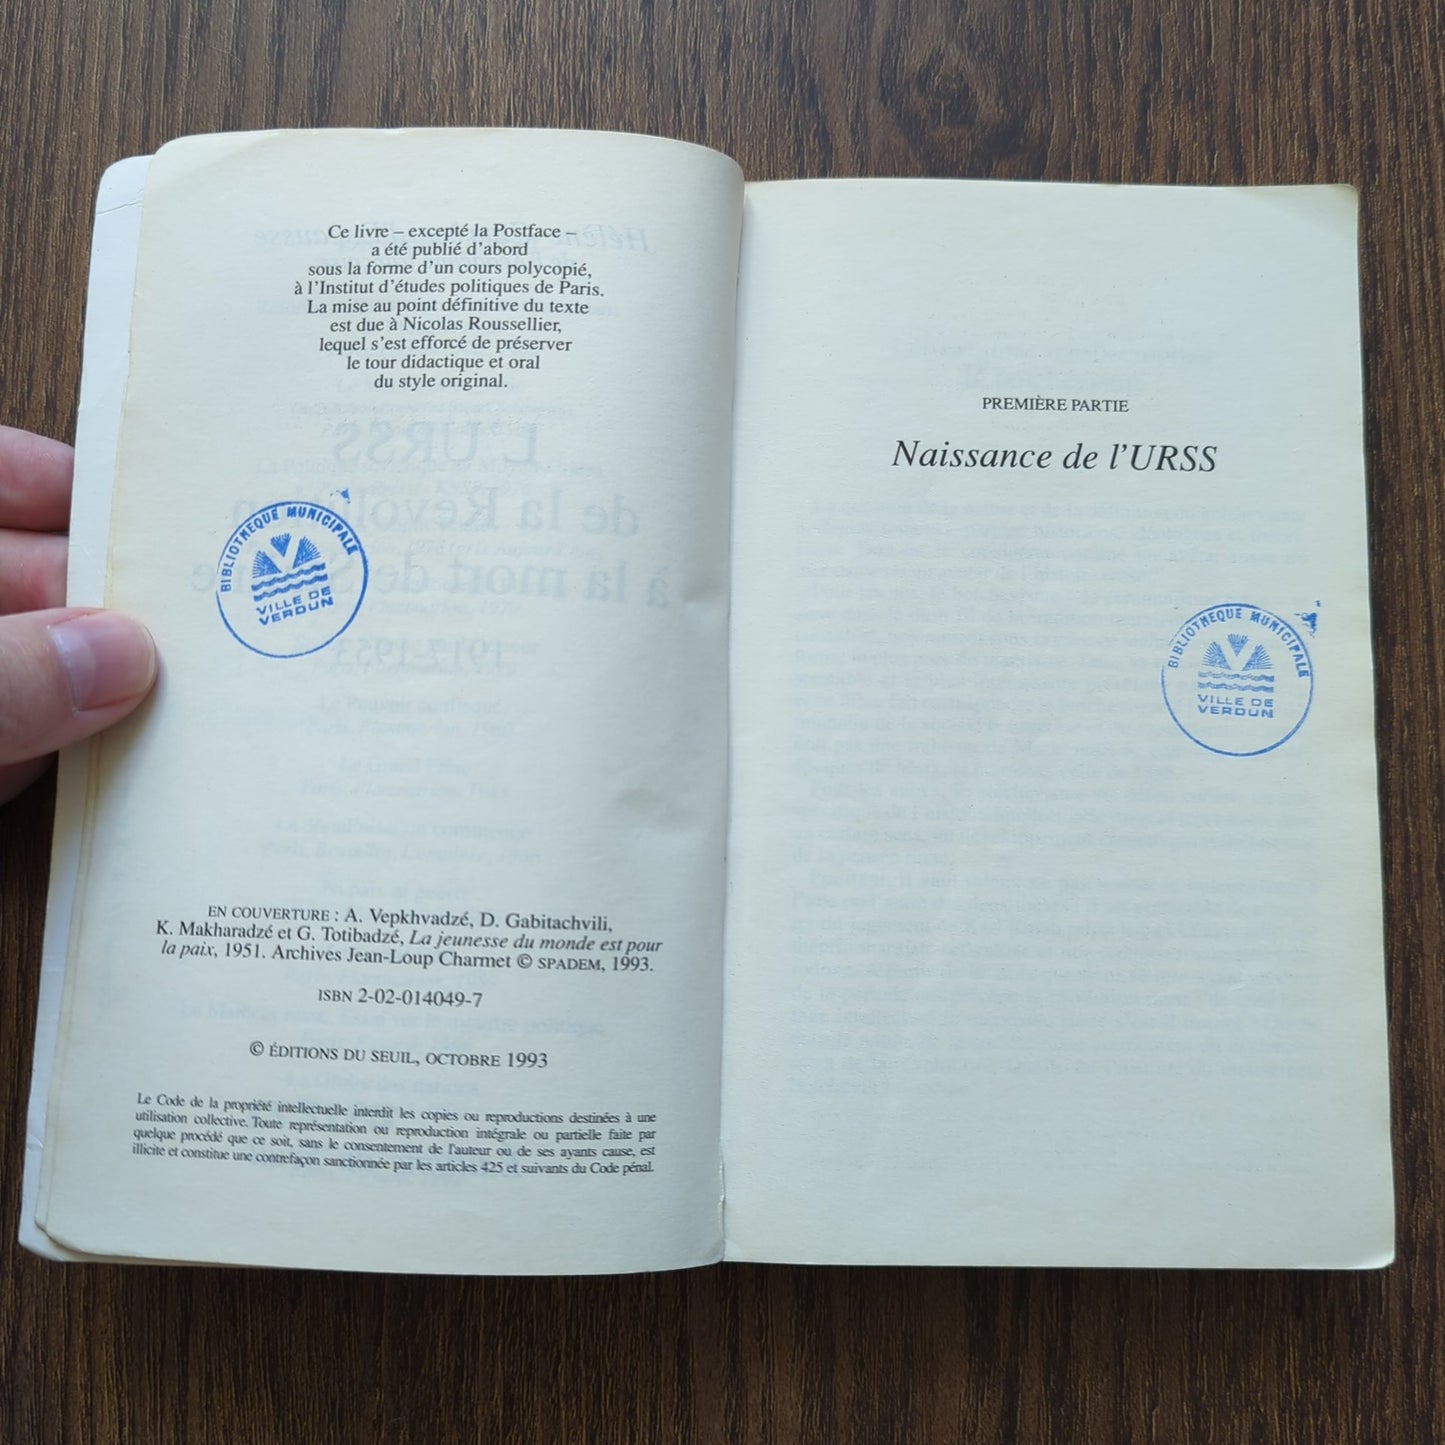 Ce livre – excepté la Postface –
a été publié d'abord
sous la forme d'un cours polycopié,
à l'Institut d'études politiques de Paris.
La mise au point définitive du texte
est due à Nicolas Roussellier,
lequel s'est efforcé de préserver
le tour didactique et oral
du style original.
BIBLIOTHEQUE MUNICIPALE
VILLE DE
VERDUN
EN COUVERTURE : A. Vepkhvadzé, D. Gabitachvili,
K. Makharadzé et G. Totibadzé, La jeunesse du monde est pour
la paix, 1951. Archives Jean-Loup Charmet © SPADEM, 1993.
ISBN 2-02-014049-7
© ÉDITIONS DU SEUIL, OCTOBRE 1993
Le Code de la propriété intellectuelle interdit les copies ou reproductions destinées à une
utilisation collective. Toute représentation ou reproduction intégrale ou partielle faite par
quelque procédé que ce soit, sans le consentement de l'auteur ou de ses ayants cause, est
illicite et constitue une contrefaçon sanctionnée par les articles 425 et suivants du Code pénal.
PREMIÈRE PARTIE
Naissance de l'URSS
BIBLIOTHEQUE MUNICIPALE
VILLE DE
VERDUN